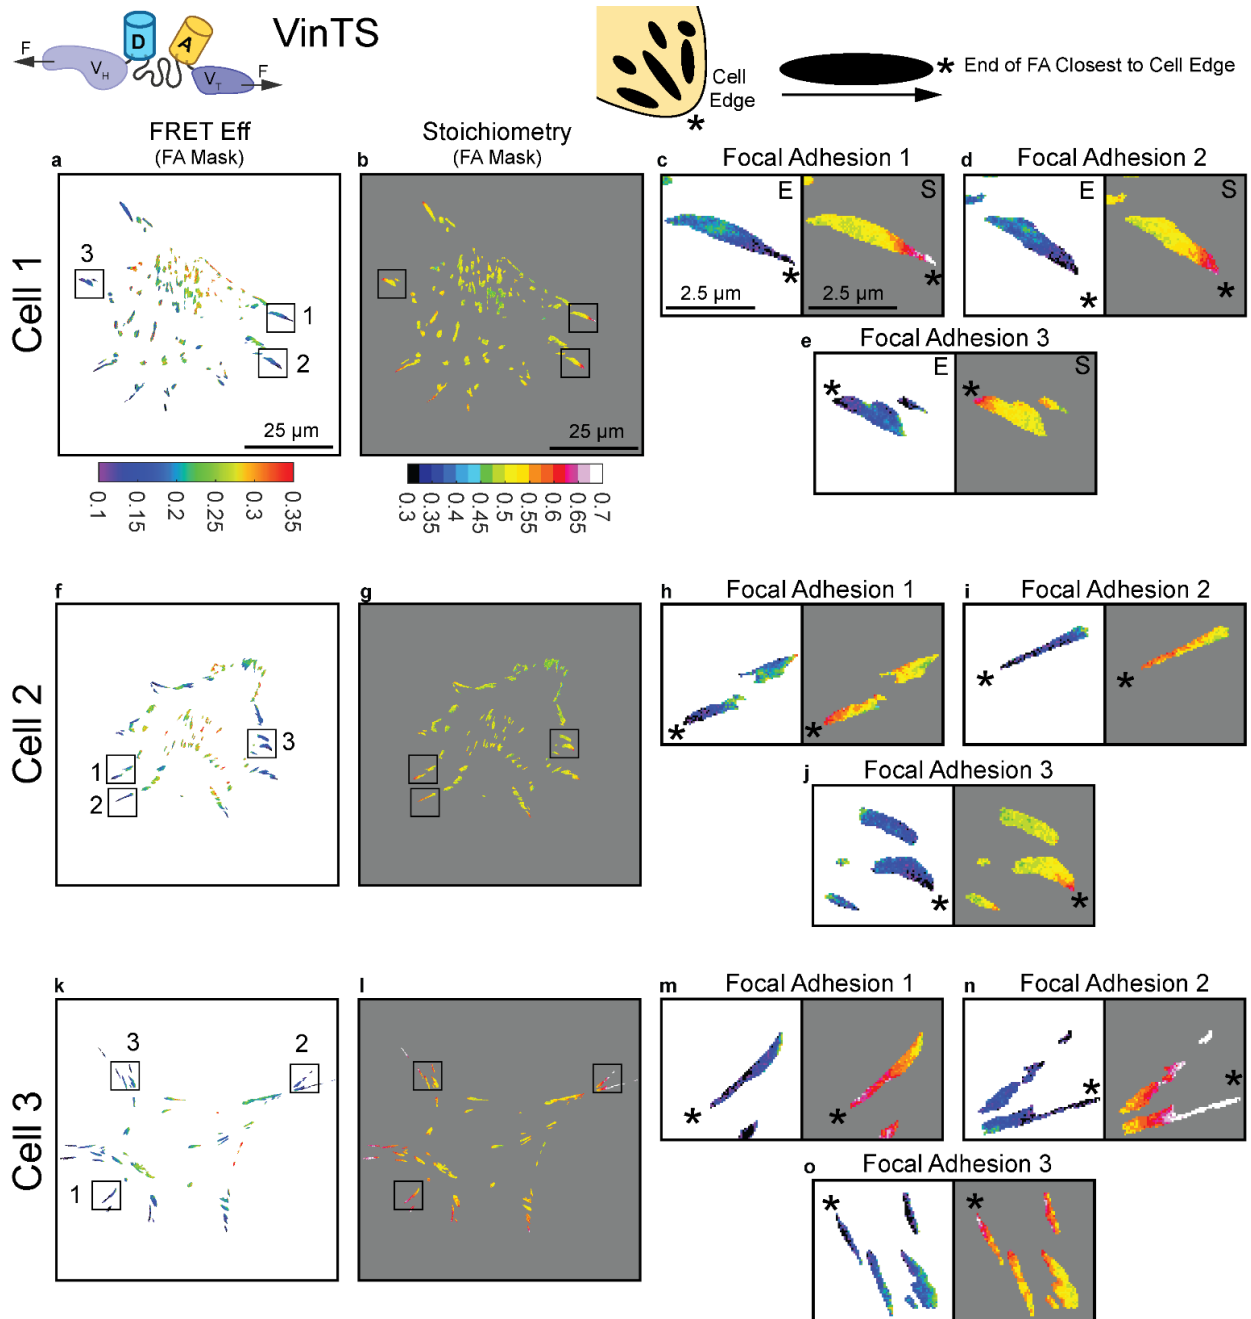 VinTS
F
D
A
V_H
V_T
F
Cell
Edge
*
* End of FA Closest to Cell Edge
FRET Eff
(FA Mask)
Stoichiometry
(FA Mask)
a
b
c Focal Adhesion 1
d Focal Adhesion 2
Cell 1
3
1
2
25 µm
25 µm
E
S
*
*
2.5 µm
2.5 µm
E
S
*
*
e Focal Adhesion 3
E
S
*
*
0.1
0.15
0.2
0.25
0.3
0.35
0.3
0.35
0.4
0.45
0.5
0.55
0.6
0.65
0.7
f
g
h Focal Adhesion 1
i Focal Adhesion 2
Cell 2
1
2
3
*
*
*
*
j Focal Adhesion 3
*
*
k
l
m Focal Adhesion 1
n Focal Adhesion 2
Cell 3
3
2
1
*
*
*
*
o Focal Adhesion 3
*
*